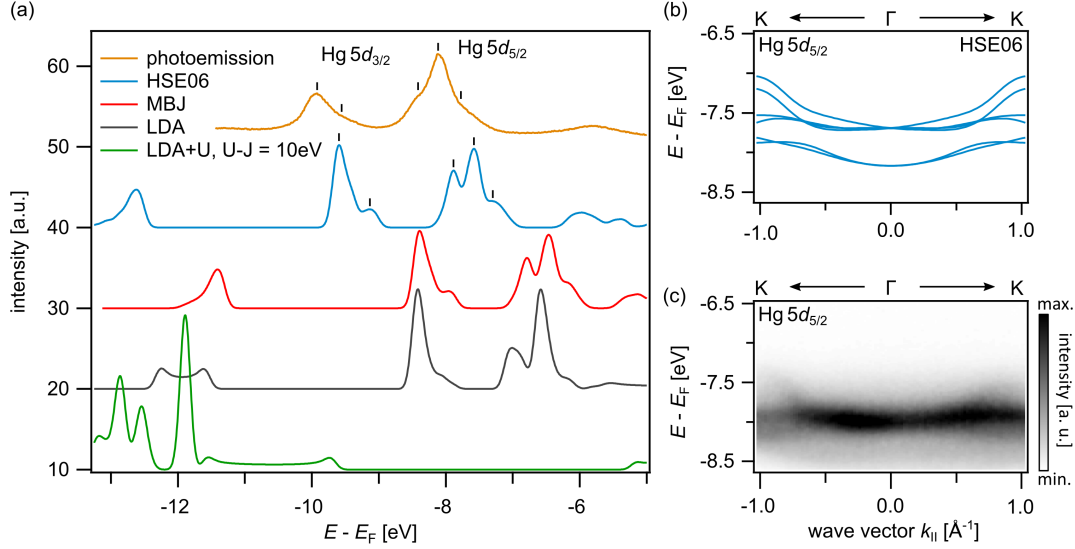 (a)
60
50
40
30
20
10
intensity [a.u.]
photoemission
HSE06
MBJ
LDA
LDA+U, U-J = 10eV
Hg 5d3/2
Hg 5d5/2
-12
-10
-8
-6
E - EF [eV]
(b)
K
Γ
K
-6.5
-7.5
-8.5
E - EF [eV]
Hg 5d5/2
HSE06
-1.0
0.0
1.0
(c)
K
Γ
K
-6.5
-7.5
-8.5
E - EF [eV]
Hg 5d5/2
max.
intensity [a. u.]
min.
-1.0
0.0
1.0
wave vector k|| [Å-1]